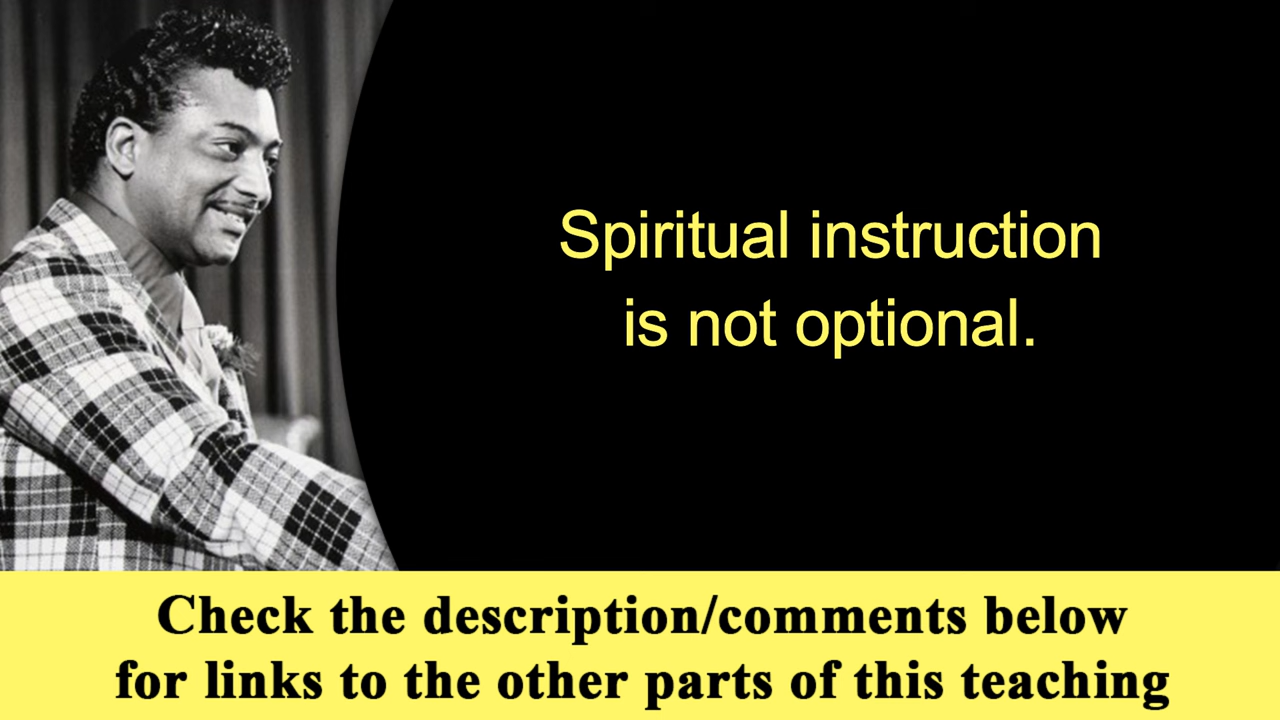 Spiritual instruction
is not optional.
Check the description/comments below
for links to the other parts of this teaching